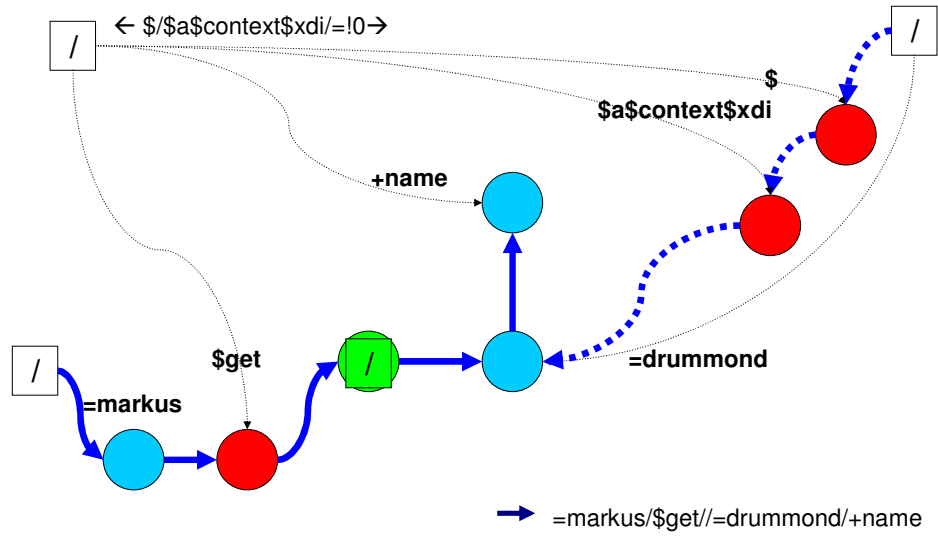 ← $/$a$context$xdi/=!0→
/
/
$
$a$context$xdi
+name
$get
/
=drummond
/
=markus
=markus/$get//=drummond/+name